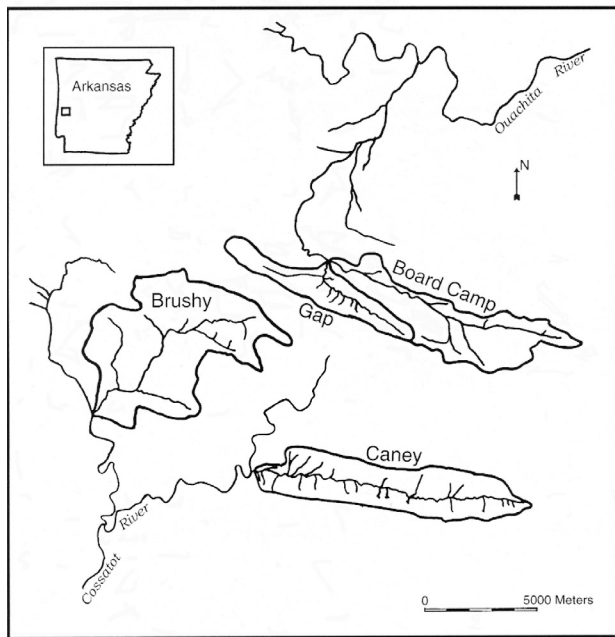 Arkansas
Ouachita River
N
Board Camp
Brushy
Gap
Caney
Cossatot River
0 5000 Meters